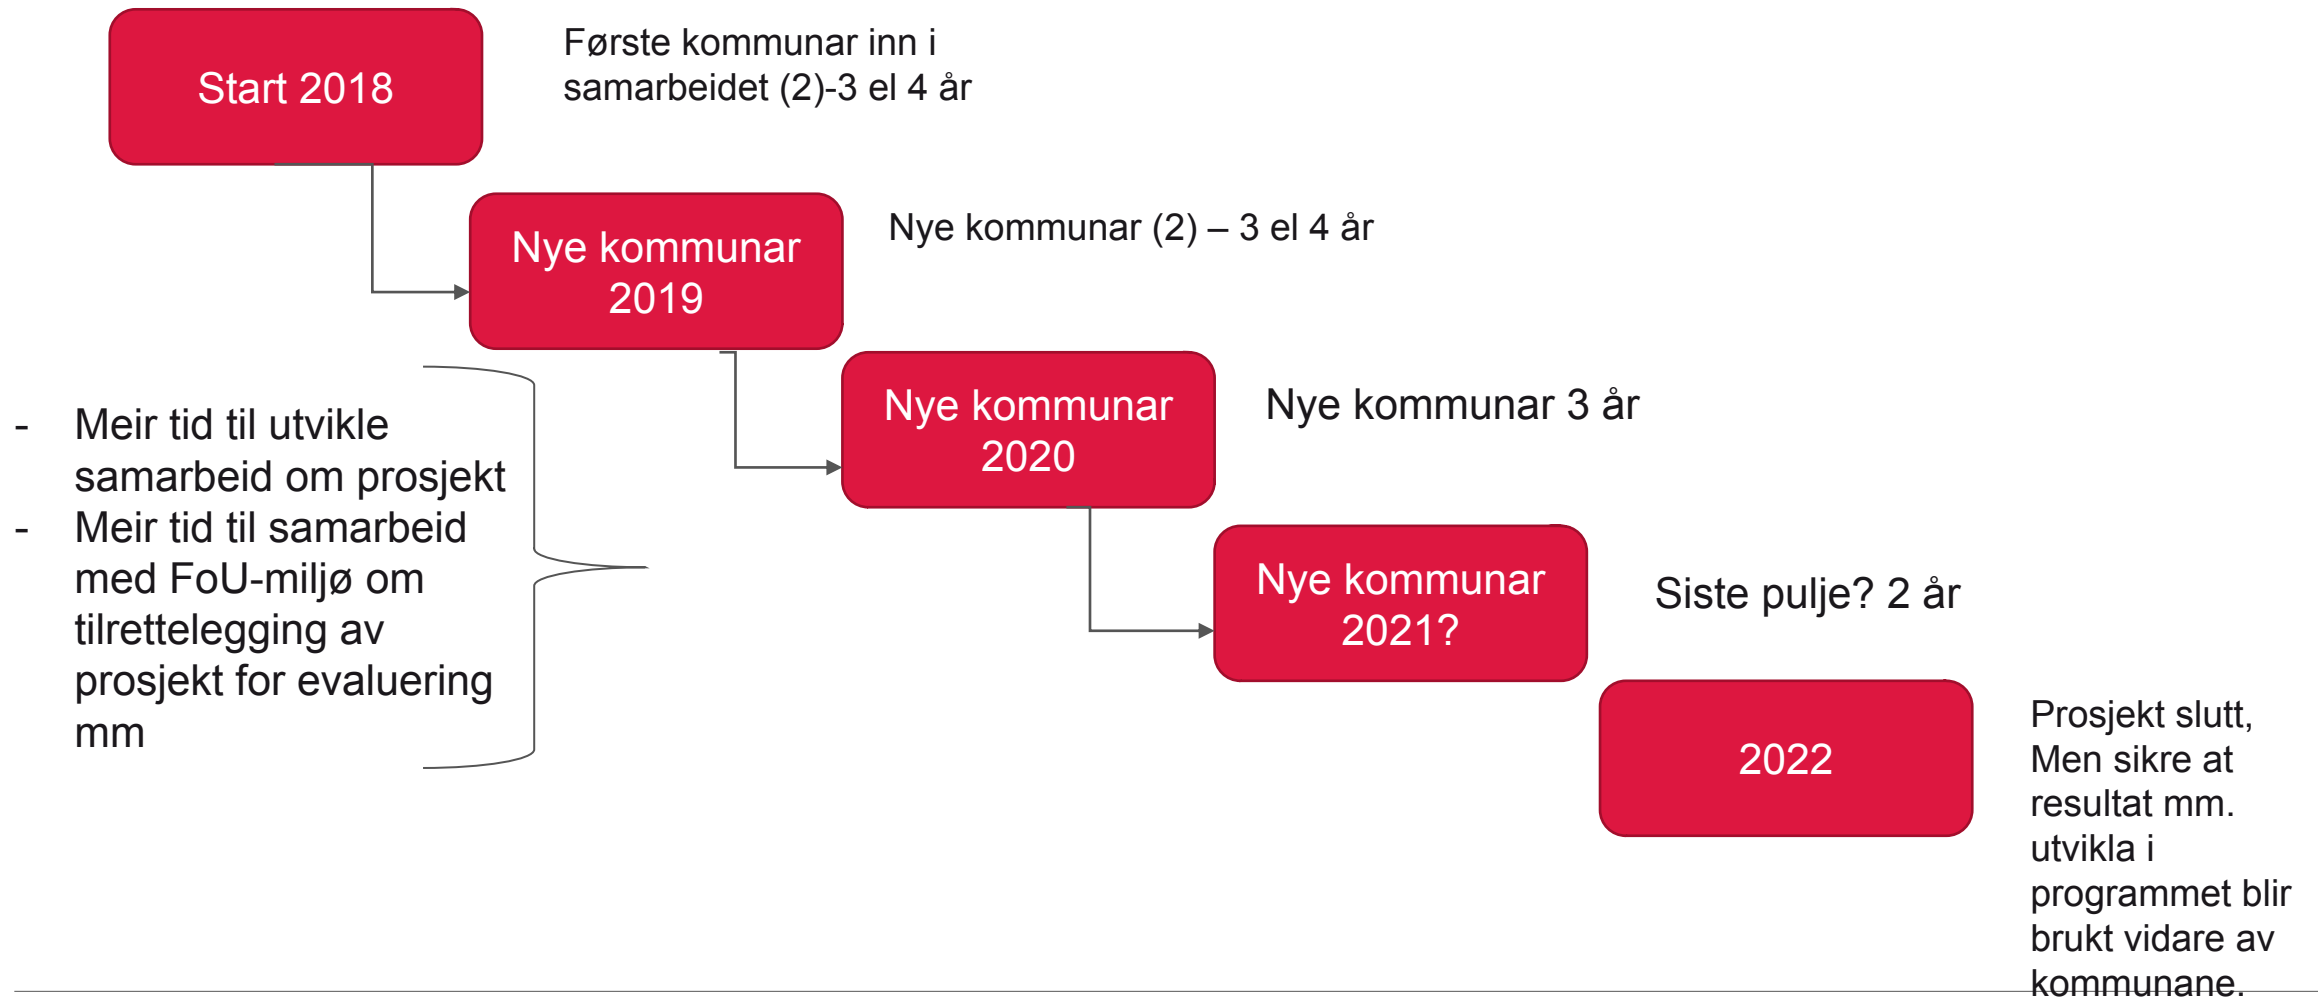 Start 2018
Første kommunar inn i
samarbeidet (2)-3 el 4 år
Nye kommunar
2019
Nye kommunar (2) – 3 el 4 år
Nye kommunar
2020
Nye kommunar 3 år
- Meir tid til utvikle
samarbeid om prosjekt
- Meir tid til samarbeid
med FoU-miljø om
tilrettelegging av
prosjekt for evaluering
mm
Nye kommunar
2021?
Siste pulje? 2 år
2022
Prosjekt slutt,
Men sikre at
resultat mm.
utvikla i
programmet blir
brukt vidare av
kommunane.